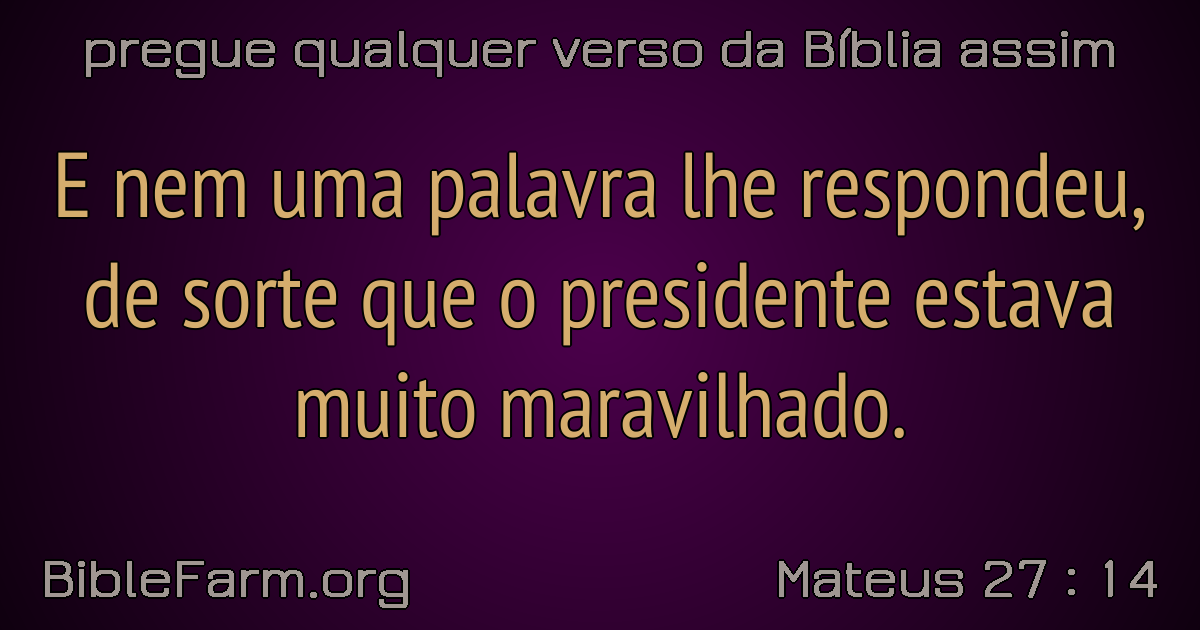 pregue qualquer verso da Bíblia assim
E nem uma palavra lhe respondeu,
de sorte que o presidente estava
muito maravilhado.
BibleFarm.org
Mateus 27 : 14